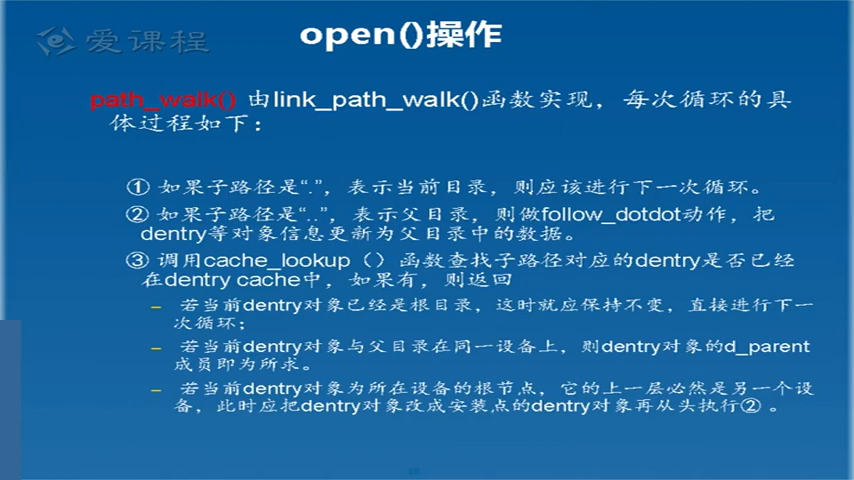 爱课程
open()操作
path_walk() 由link_path_walk()函数实现，每次循环的具
体过程如下：
① 如果子路径是“.”，表示当前目录，则应该进行下一次循环。
② 如果子路径是“..”，表示父目录，则做follow_dotdot动作，把
dentry等对象信息更新为父目录中的数据。
③ 调用cache_lookup（）函数查找子路径对应的dentry是否已经
在dentry cache中，如果有，则返回
– 若当前dentry对象已经是根目录，这时就应保持不变，直接进行下一
次循环；
– 若当前dentry对象与父目录在同一设备上，则dentry对象的d_parent
成员即为所求。
– 若当前dentry对象为所在设备的根节点，它的上一层必然是另一个设
备，此时应把dentry对象改成安装点的dentry对象再从头执行② 。